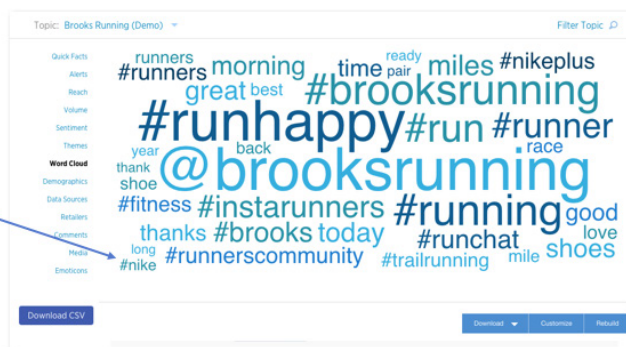 Topic: Brooks Running (Demo)
Filter Topic
Quick Facts
Alerts
Reach
Volume
Sentiment
Themes
Word Cloud
Demographics
Data Sources
Retailers
Comments
Media
Emoticons
Download CSV
runners morning time pair ready miles #nikeplus
#runners great best #brooksrunning
#runhappy #run #runner
year back race
thank @brooksrunning
shoe
#fitness #instarunners #running good
thanks #brooks today #runchat love
long #runnerscommunity #trailrunning mile shoes
#nike
Download Customize Rebuild